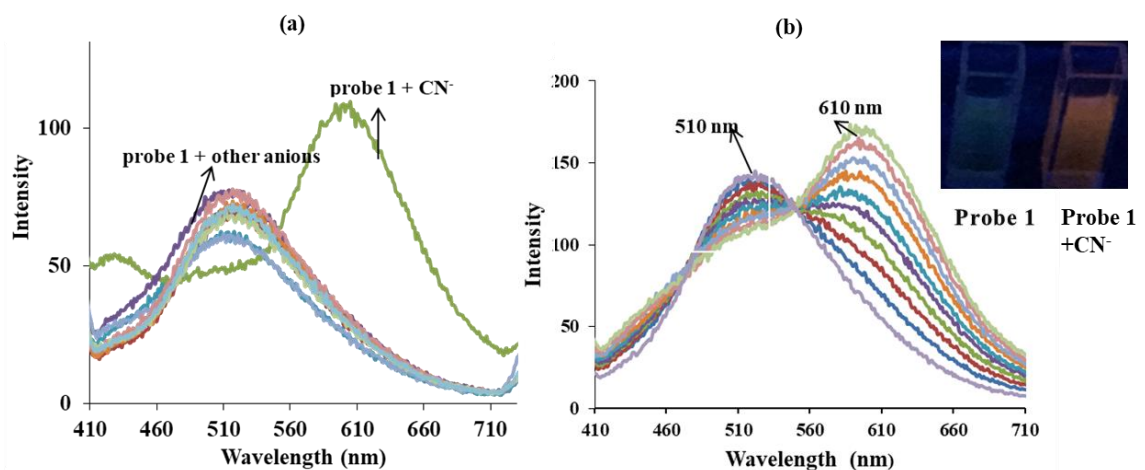 (a)
(b)
100
50
0
Intensity
410 460 510 560 610 660 710
Wavelength (nm)
probe 1 + CN-
probe 1 + other anions
200
150
100
50
0
Intensity
410 460 510 560 610 660 710
Wavelength (nm)
510 nm
610 nm
Probe 1
Probe 1
+CN-